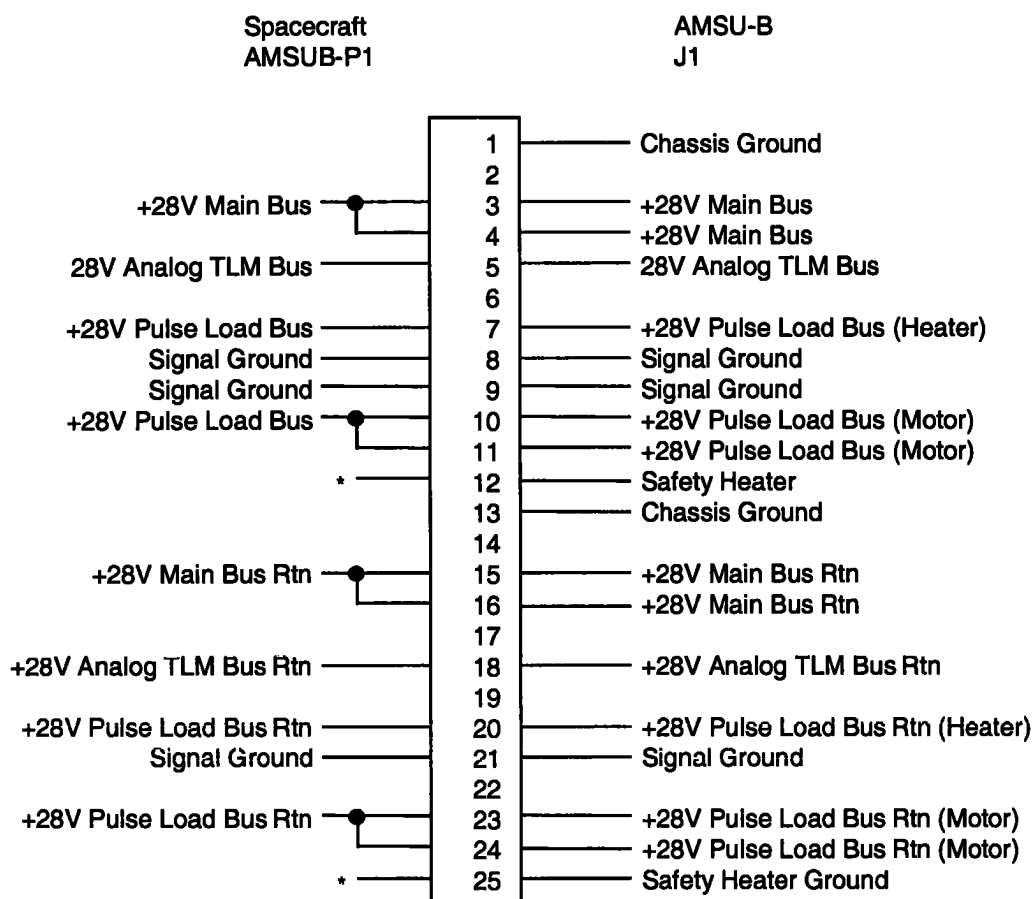 Spacecraft AMSU-B
AMSUB-P1 J1
1 Chassis Ground
2
+28V Main Bus 3 +28V Main Bus
4 +28V Main Bus
28V Analog TLM Bus 5 28V Analog TLM Bus
6
+28V Pulse Load Bus 7 +28V Pulse Load Bus (Heater)
Signal Ground 8 Signal Ground
Signal Ground 9 Signal Ground
+28V Pulse Load Bus 10 +28V Pulse Load Bus (Motor)
11 +28V Pulse Load Bus (Motor)
* 12 Safety Heater
13 Chassis Ground
14
+28V Main Bus Rtn 15 +28V Main Bus Rtn
16 +28V Main Bus Rtn
17
+28V Analog TLM Bus Rtn 18 +28V Analog TLM Bus Rtn
19
+28V Pulse Load Bus Rtn 20 +28V Pulse Load Bus Rtn (Heater)
Signal Ground 21 Signal Ground
22
+28V Pulse Load Bus Rtn 23 +28V Pulse Load Bus Rtn (Motor)
24 +28V Pulse Load Bus Rtn (Motor)
* 25 Safety Heater Ground